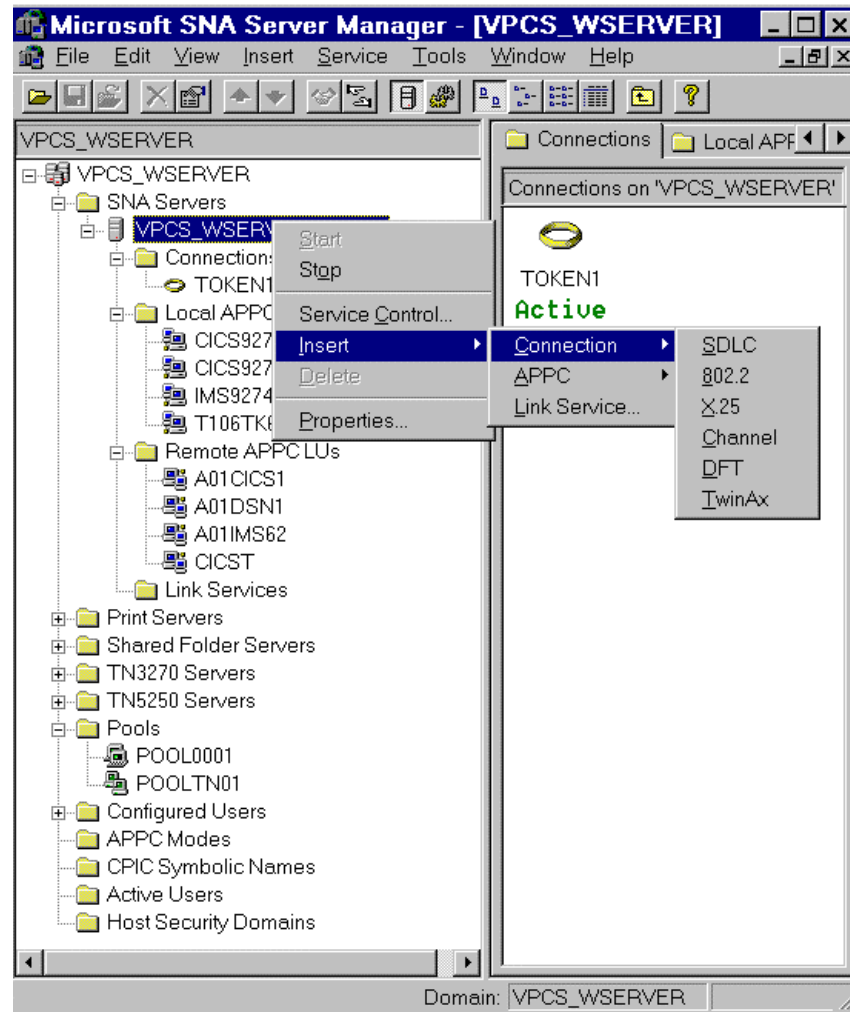 Microsoft SNA Server Manager - [VPCS_WSERVER]
File Edit View Insert Service Tools Window Help
VPCS_WSERVER
VPCS_WSERVER
SNA Servers
VPCS_WSERV
Connection
TOKEN1
Local APPC
CICS927
CICS927
IMS9274
T106TK
Remote APPC LUs
A01CICS1
A01DSN1
A01IMS62
CICST
Link Services
Print Servers
Shared Folder Servers
TN3270 Servers
TN5250 Servers
Pools
POOL0001
POOLTN01
Configured Users
APPC Modes
CPIC Symbolic Names
Active Users
Host Security Domains
Start
Stop
Service Control...
Insert
Delete
Properties...
Connection
APPC
Link Service...
SDLC
802.2
X.25
Channel
DFT
TwinAx
Connections Local APP
Connections on 'VPCS_WSERVER'
TOKEN1
Active
Domain: VPCS_WSERVER